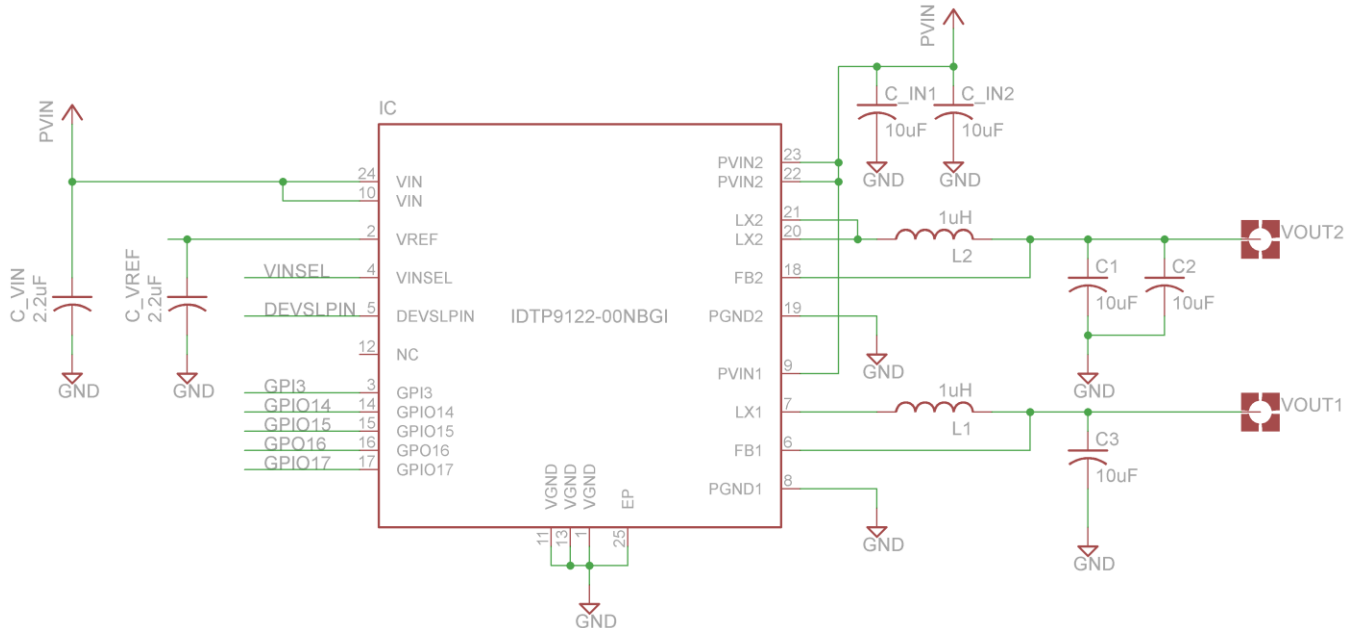 PVIN
C_IN1
C_IN2
10uF
10uF
GND
GND
PVIN
IC
24
VIN
10
VIN
2
VREF
VINSEL
4
VINSEL
DEVSLPIN
5
DEVSLPIN
12
NC
GPI3
3
GPI3
GPIO14
14
GPIO14
GPIO15
15
GPIO15
GPO16
16
GPO16
GPIO17
17
GPIO17
C_VIN
2.2uF
GND
C_VREF
2.2uF
GND
IDTP9122-00NBGI
PVIN2
23
PVIN2
22
LX2
21
LX2
20
FB2
18
PGND2
19
PVIN1
9
LX1
7
FB1
6
PGND1
8
VGND
VGND
VGND
EP
11
13
1
25
GND
1uH
L2
VOUT2
C1
10uF
C2
10uF
GND
GND
1uH
L1
VOUT1
C3
10uF
GND
GND